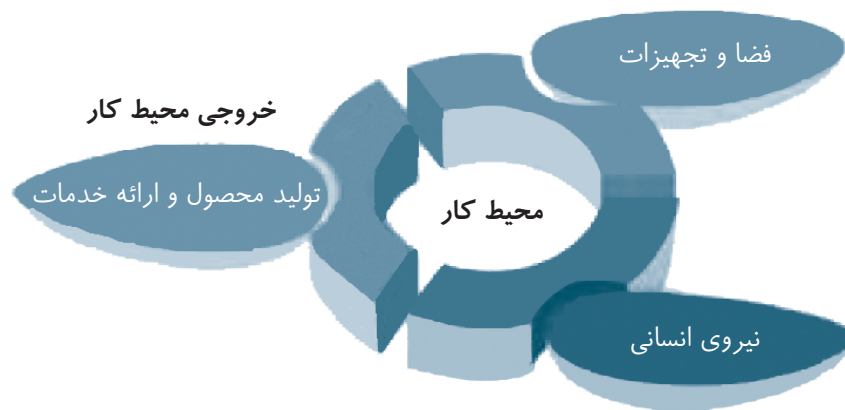 فضا و تجهیزات
خروجی محیط کار
تولید محصول و ارائه خدمات
محیط کار
نیروی انسانی